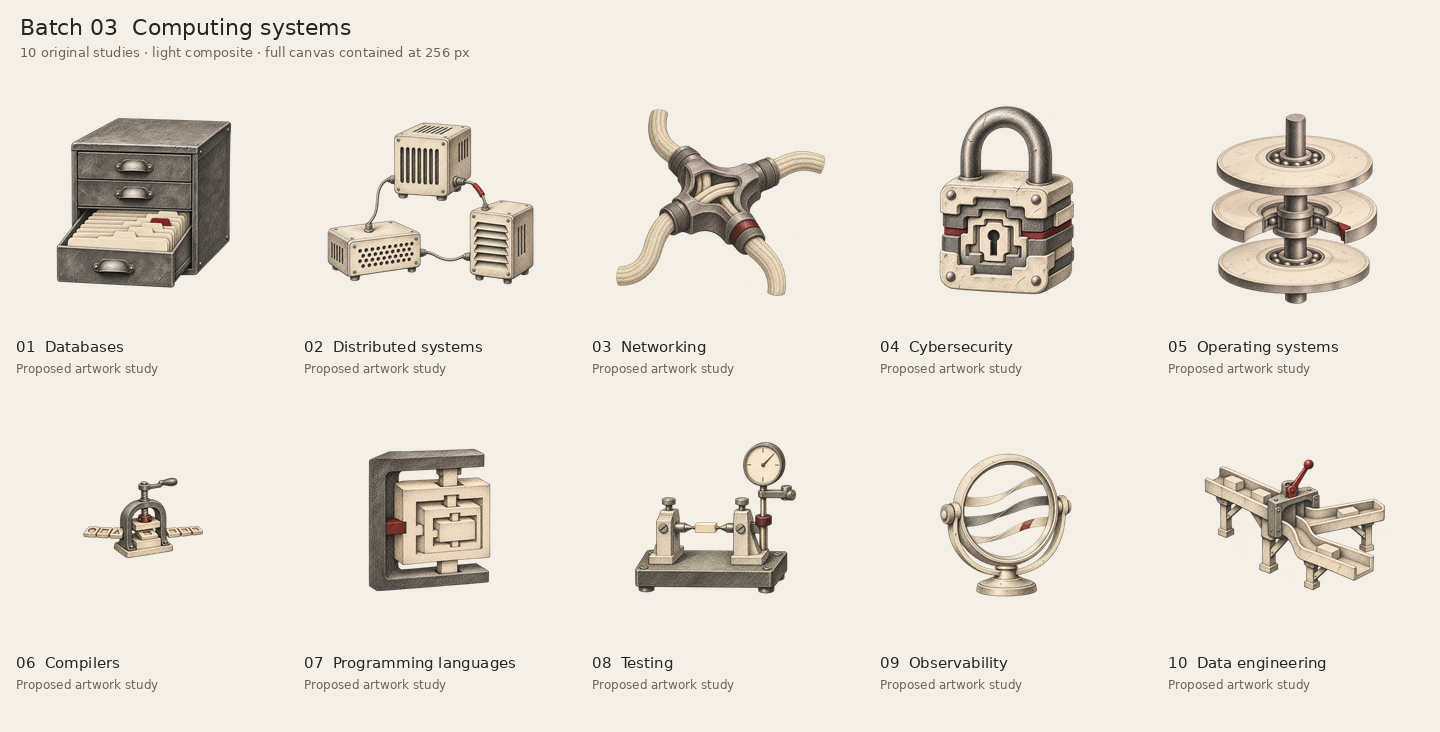 Batch 03  Computing systems
10 original studies · light composite · full canvas contained at 256 px
01  Databases
Proposed artwork study
02  Distributed systems
Proposed artwork study
03  Networking
Proposed artwork study
04  Cybersecurity
Proposed artwork study
05  Operating systems
Proposed artwork study
06  Compilers
Proposed artwork study
07  Programming languages
Proposed artwork study
08  Testing
Proposed artwork study
09  Observability
Proposed artwork study
10  Data engineering
Proposed artwork study